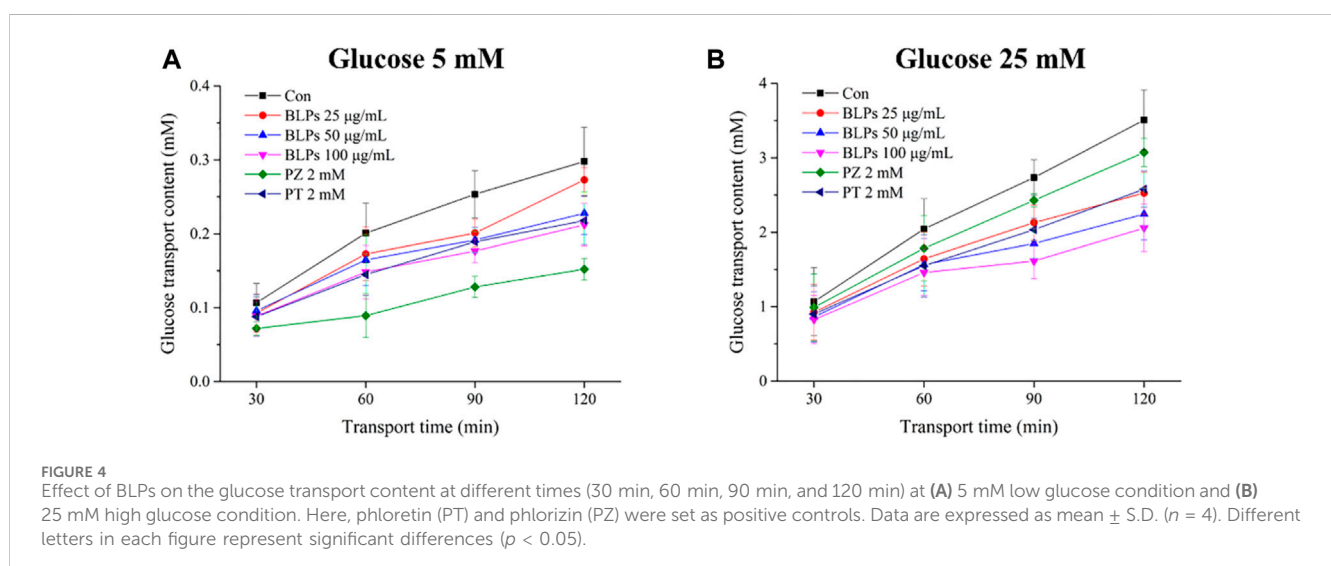 A
Glucose 5 mM
Glucose transport content (mM)
0.4
0.3
0.2
0.1
0.0
Con
BLPs 25 μg/mL
BLPs 50 μg/mL
BLPs 100 μg/mL
PZ 2 mM
PT 2 mM
30
60
90
120
Transport time (min)
B
Glucose 25 mM
Glucose transport content (mM)
4
3
2
1
0
Con
BLPs 25 μg/mL
BLPs 50 μg/mL
BLPs 100 μg/mL
PZ 2 mM
PT 2 mM
30
60
90
120
Transport time (min)
FIGURE 4
Effect of BLPs on the glucose transport content at different times (30 min, 60 min, 90 min, and 120 min) at (A) 5 mM low glucose condition and (B)
25 mM high glucose condition. Here, phloretin (PT) and phlorizin (PZ) were set as positive controls. Data are expressed as mean ± S.D. (n = 4). Different
letters in each figure represent significant differences (p < 0.05).